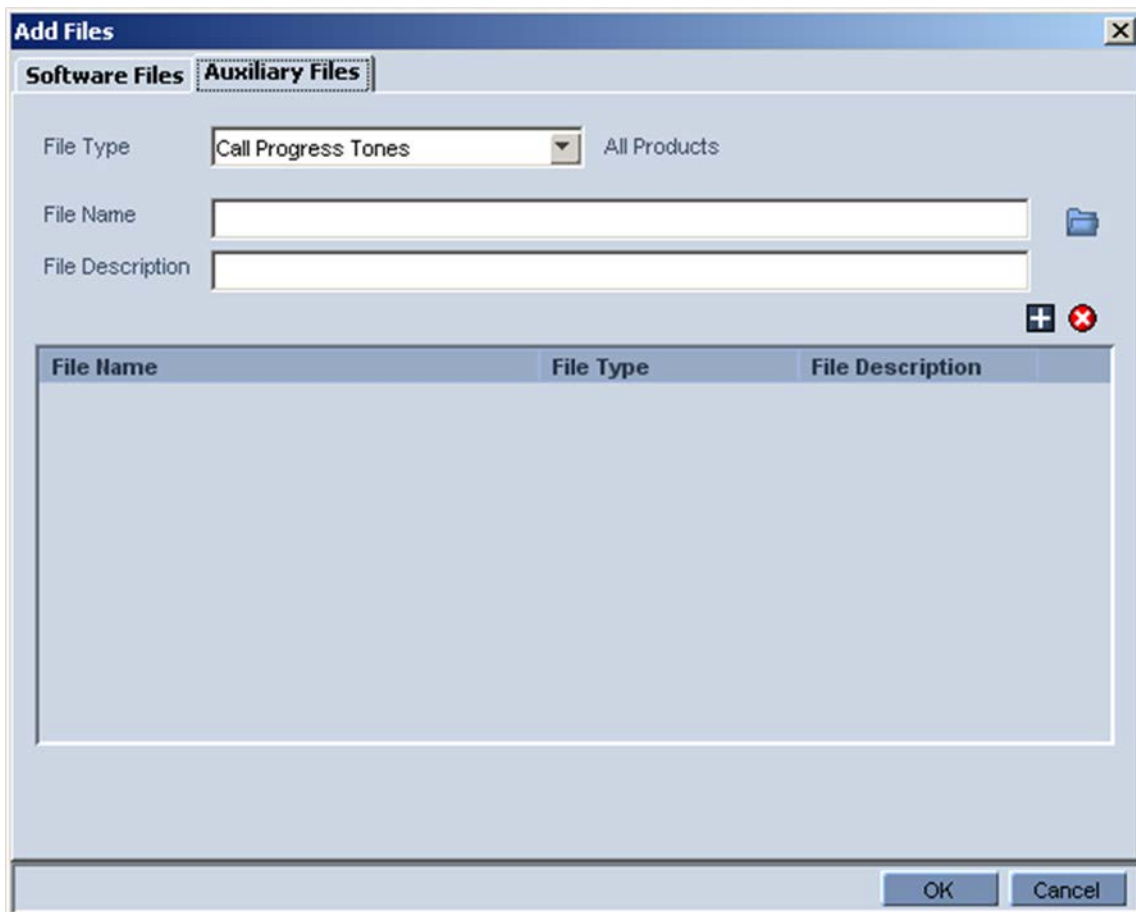 Add Files
Software Files Auxiliary Files
File Type Call Progress Tones All Products
File Name
File Description
File Name File Type File Description
OK Cancel